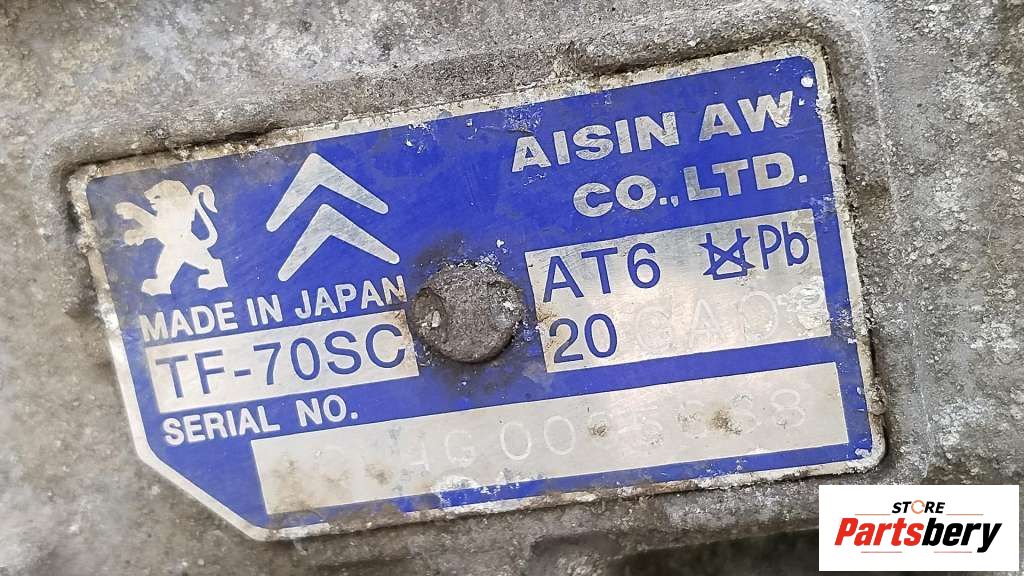 AISIN AW
CO., LTD.
MADE IN JAPAN
TF-70SC
AT6 Pb
20
SERIAL NO.
STORE
Partsbery